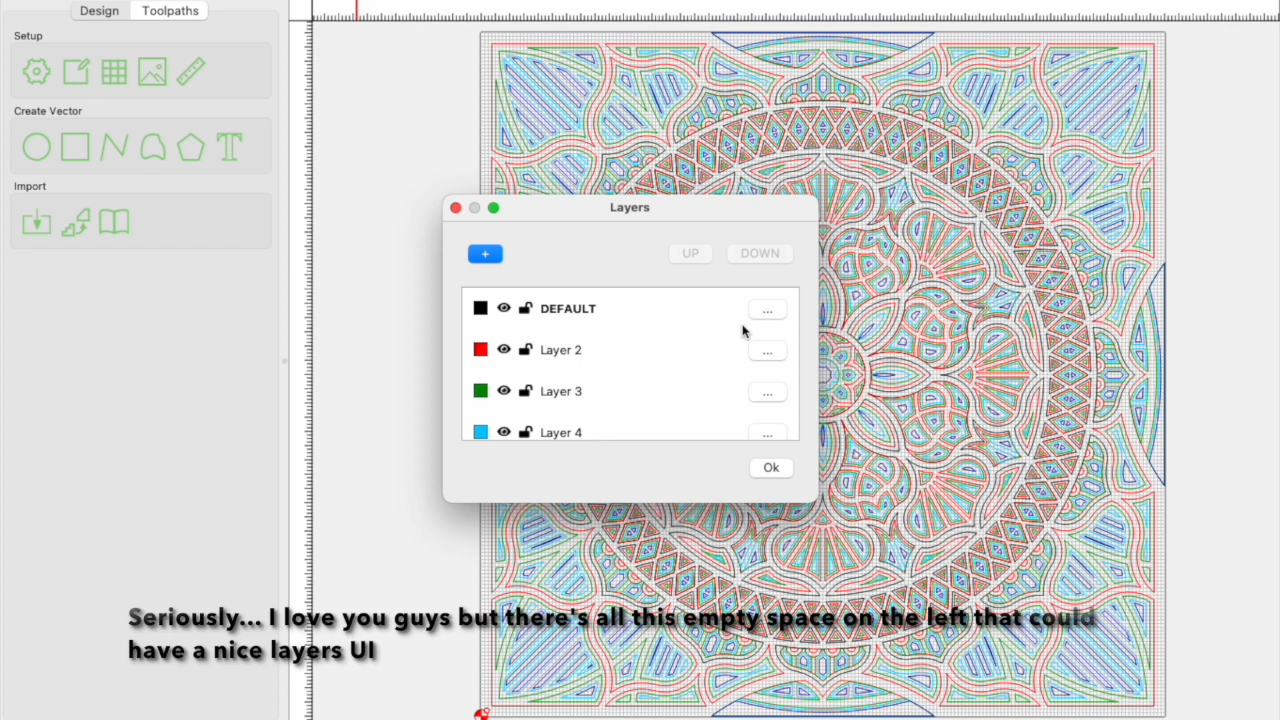 Design Toolpaths
Setup
Create Vector
T
Import
Layers
+ UP DOWN
DEFAULT ...
Layer 2 ...
Layer 3 ...
Layer 4 ...
Ok
Seriously... I love you guys but there's all this empty space on the left that could
have a nice layers UI